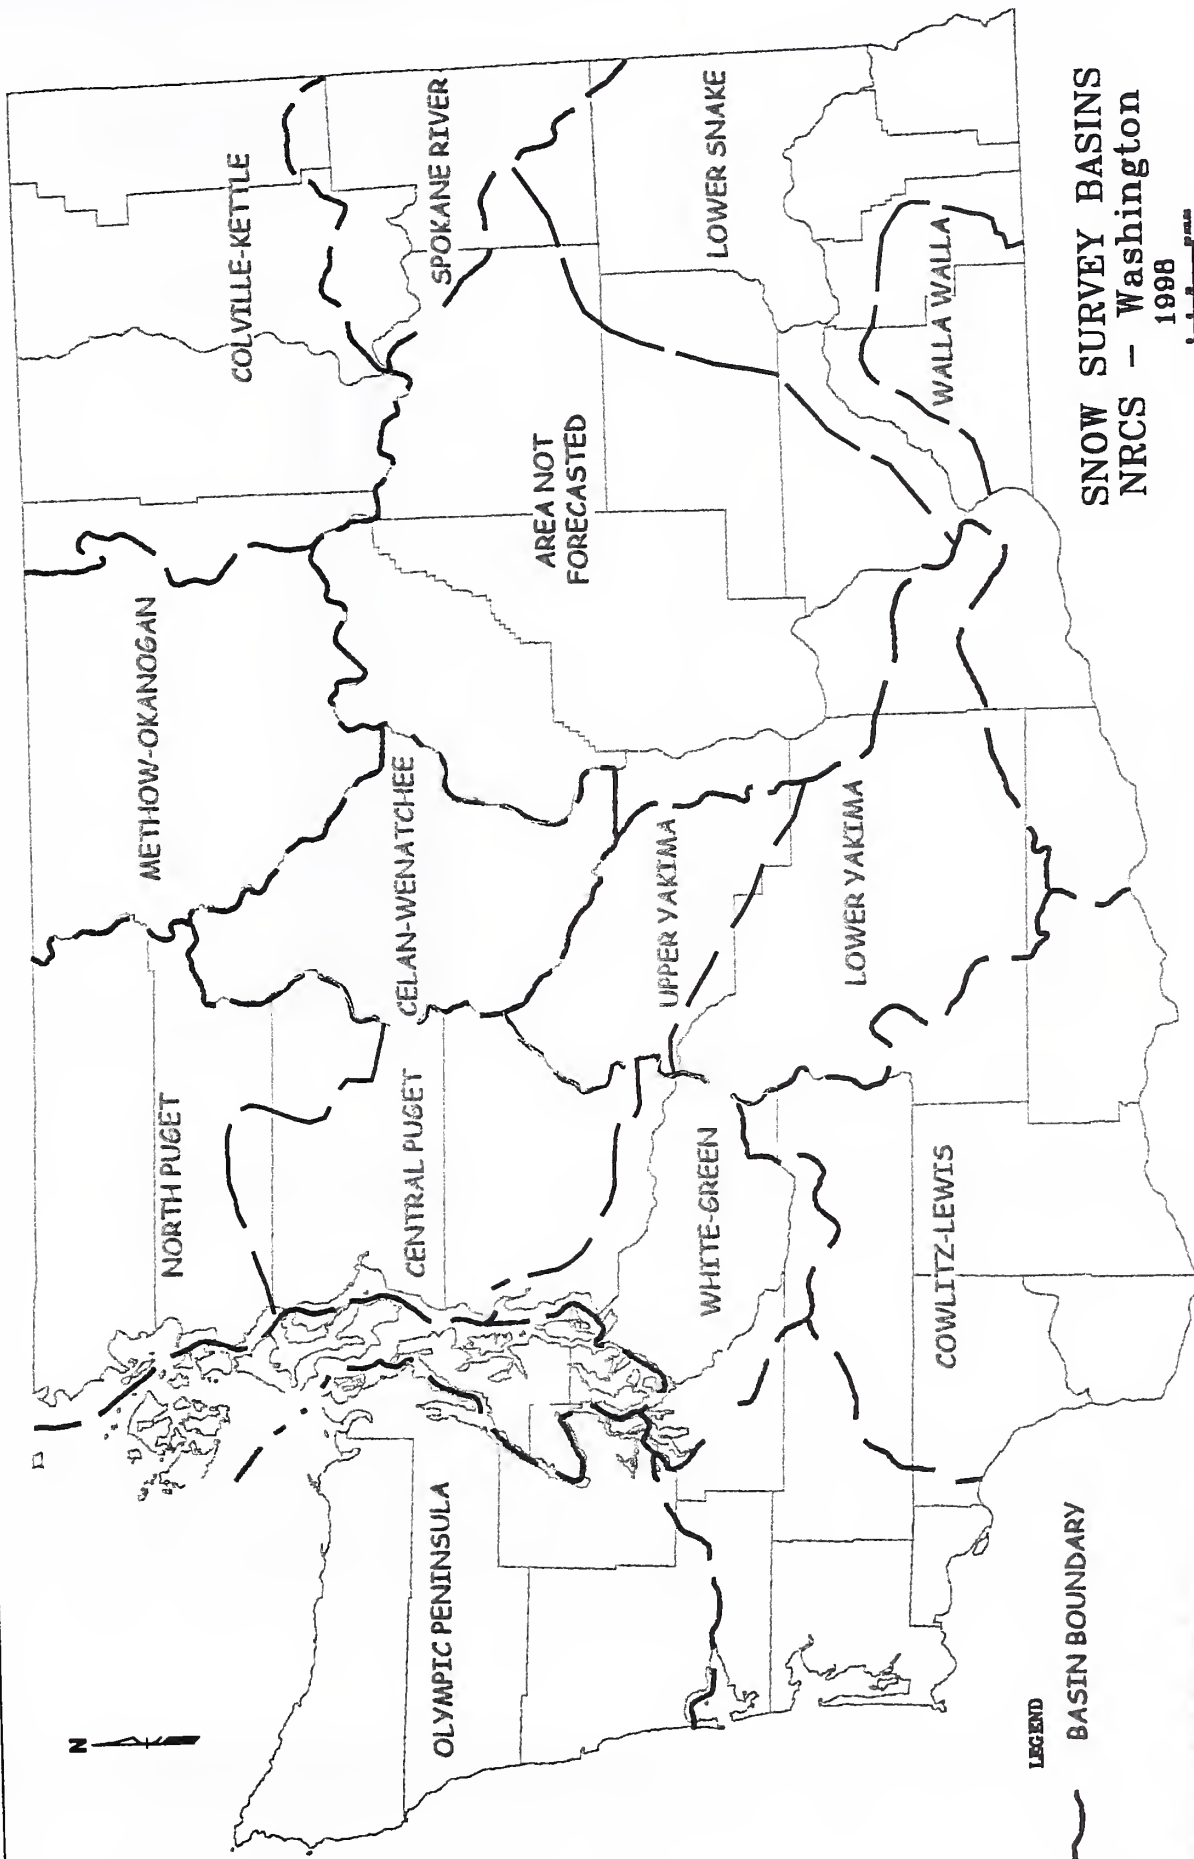 N
OLYMPIC PENINSULA
NORTH PUGET
CENTRAL PUGET
WHITE-GREEN
COWLITZ-LEWIS
METHOW-OKANOGAN
CELAN-WENATCHEE
UPPER YAKIMA
LOWER YAKIMA
COLVILLE-KETTLE
SPOKANE RIVER
AREA NOT
FORECASTED
LOWER SNAKE
WALLA WALLA
LEGEND
BASIN BOUNDARY
SNOW SURVEY BASINS
NRCS - Washington
1998